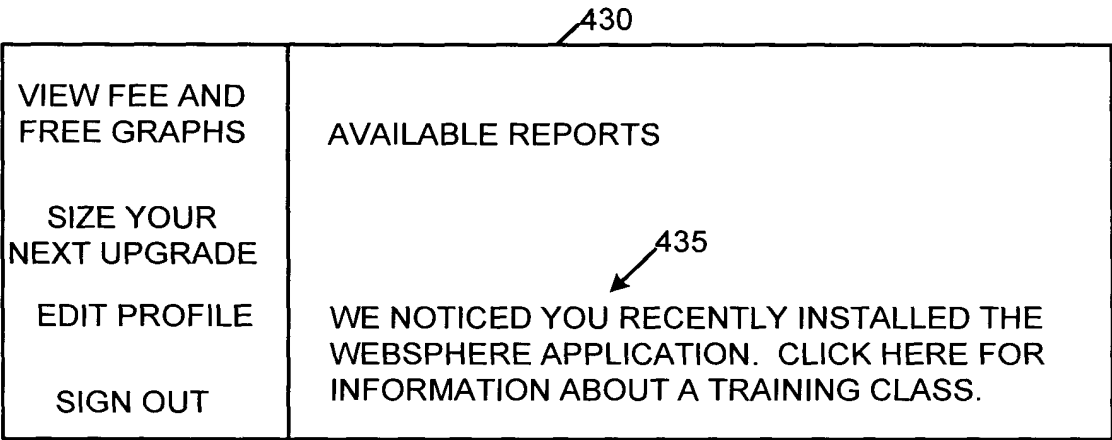 430
VIEW FEE AND
FREE GRAPHS
SIZE YOUR
NEXT UPGRADE
EDIT PROFILE
SIGN OUT
AVAILABLE REPORTS
435
WE NOTICED YOU RECENTLY INSTALLED THE
WEBSPHERE APPLICATION. CLICK HERE FOR
INFORMATION ABOUT A TRAINING CLASS.